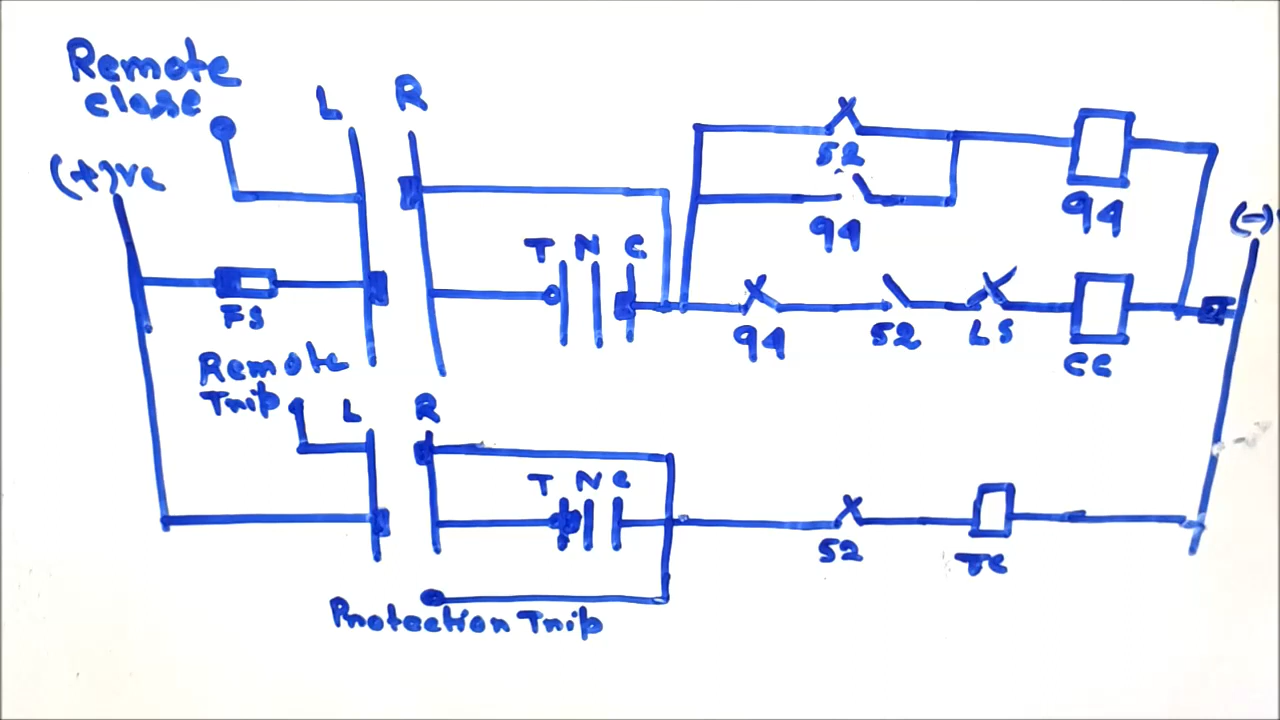 Remote
close
L R
(+)ve
52
94
94
(-)
T N C
FS
94 52 LS
CC
Remote
Trip
L R
T N C
52
TC
Protection Trip